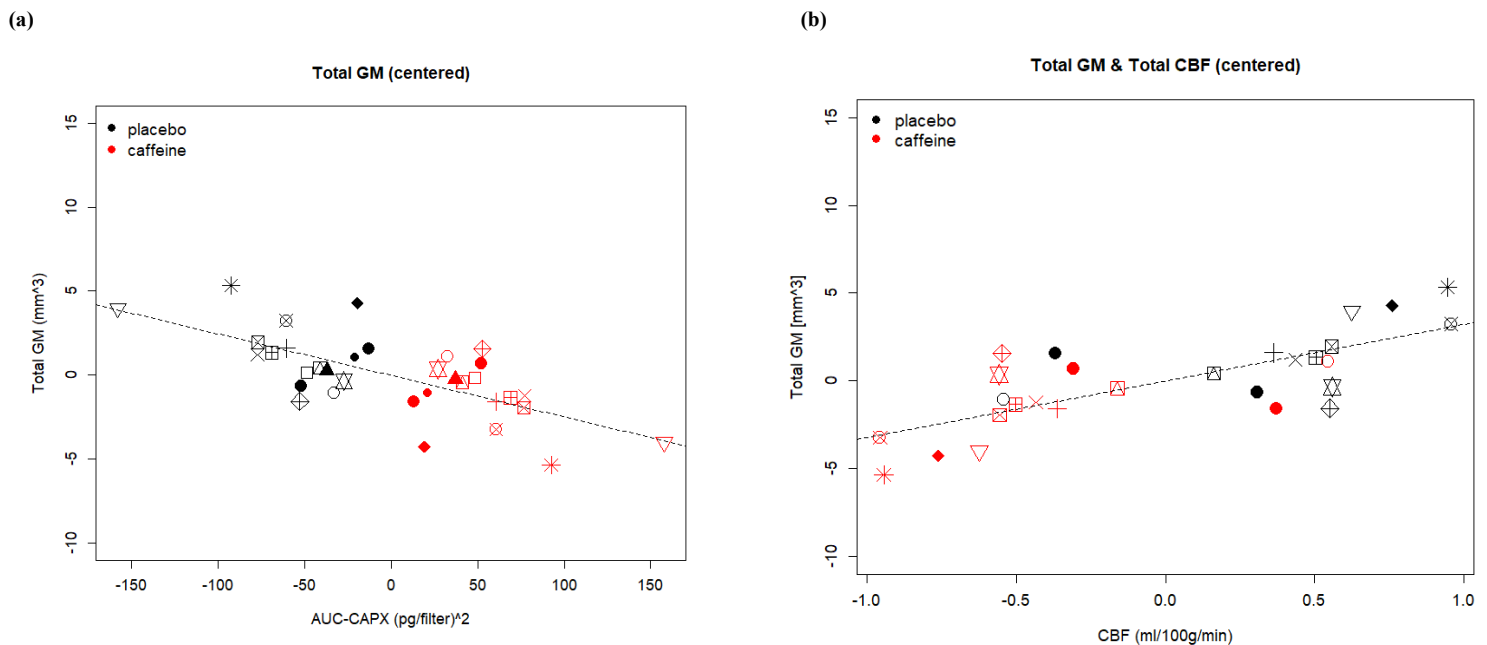 (a)
Total GM (centered)
placebo
caffeine
Total GM (mm^3)
15
10
5
0
-5
-10
-150
-100
-50
0
50
100
150
AUC-CAPX (pg/filter)^2
(b)
Total GM & Total CBF (centered)
placebo
caffeine
Total GM [mm^3]
15
10
5
0
-5
-10
-1.0
-0.5
0.0
0.5
1.0
CBF (ml/100g/min)